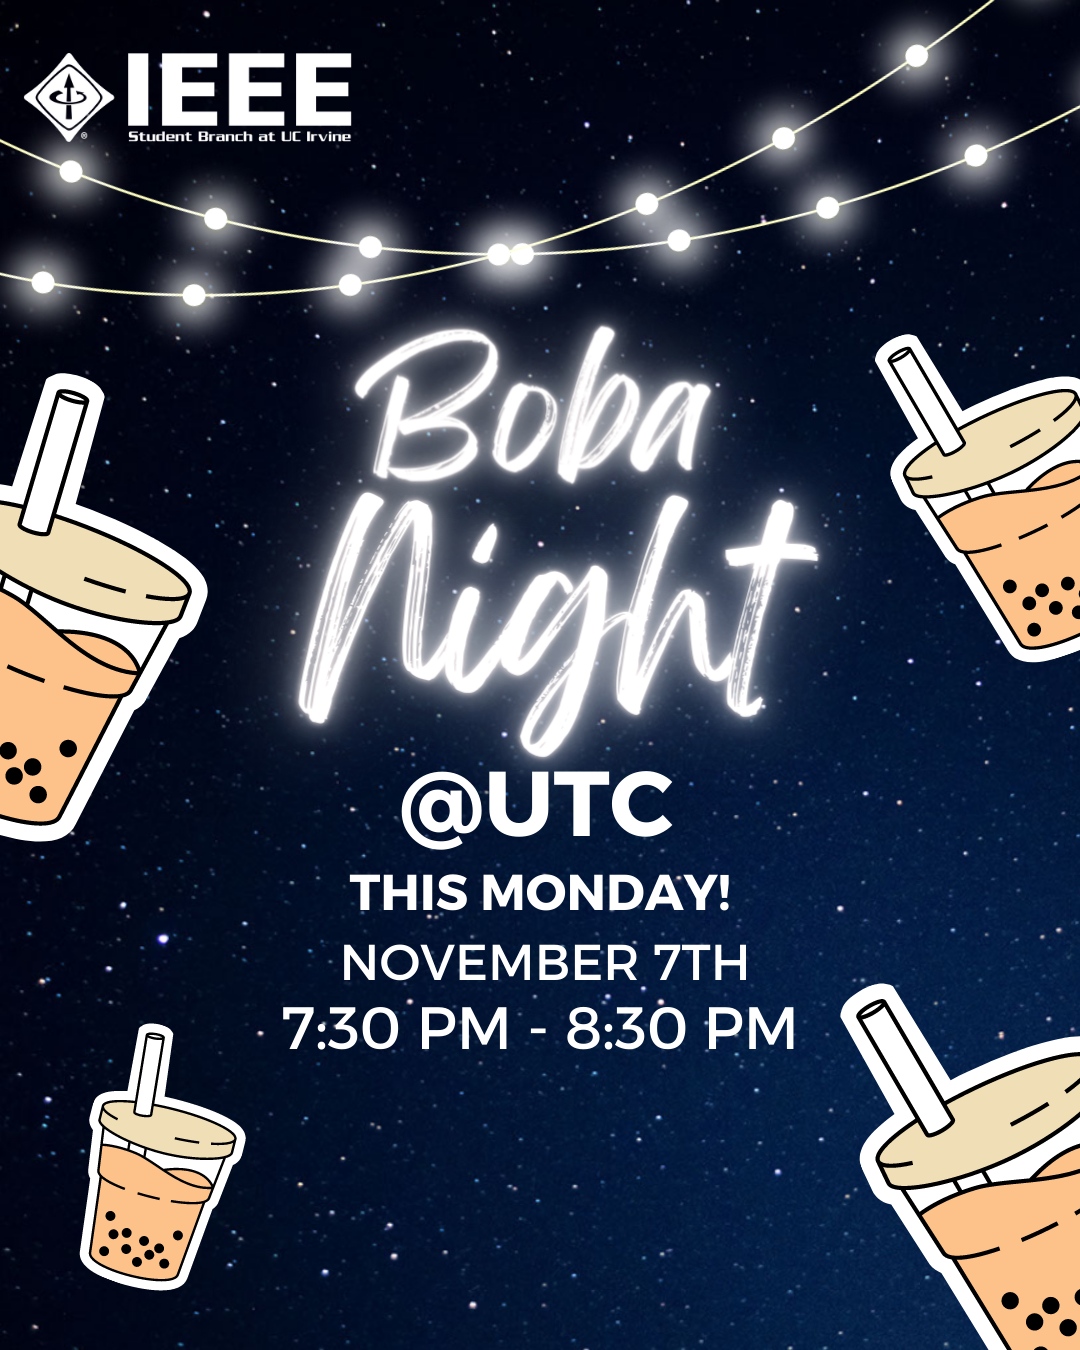 IEEE
Student Branch at UC Irvine
Boba
Night
@UTC
THIS MONDAY!
NOVEMBER 7TH
7:30 PM - 8:30 PM